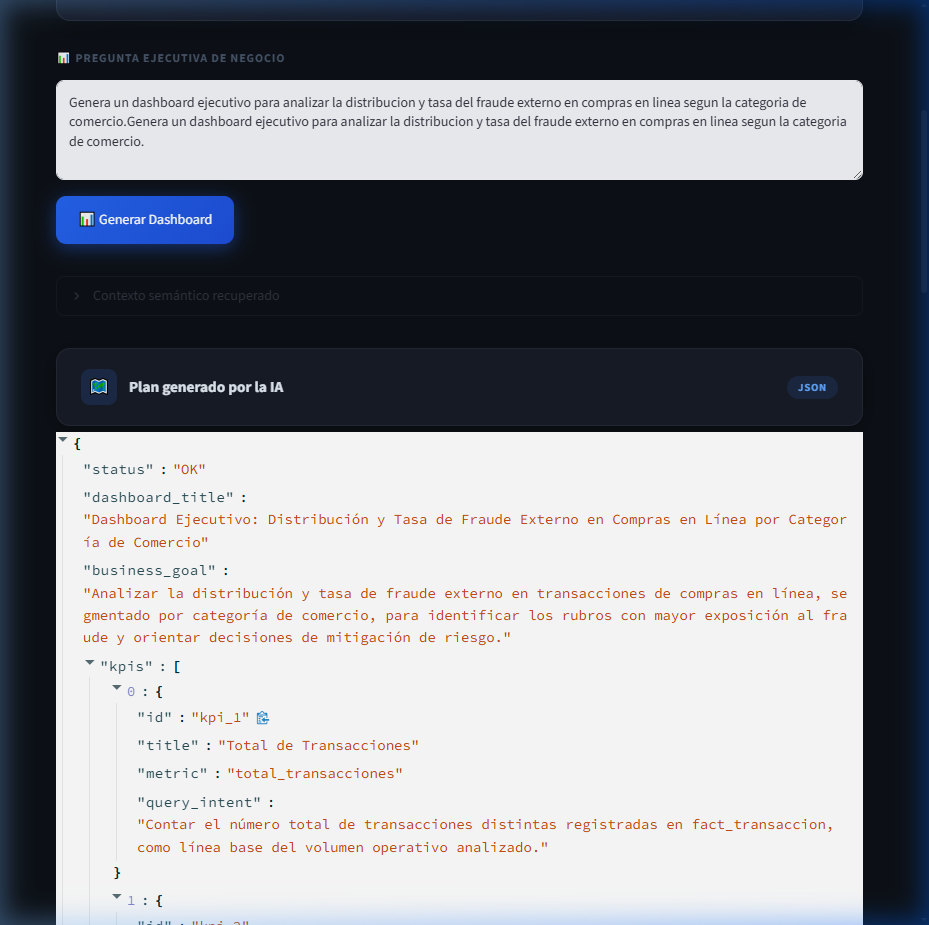 PREGUNTA EJECUTIVA DE NEGOCIO
Genera un dashboard ejecutivo para analizar la distribucion y tasa del fraude externo en compras en linea segun la categoria de
comercio.Genera un dashboard ejecutivo para analizar la distribucion y tasa del fraude externo en compras en linea segun la categoria
de comercio.
Generar Dashboard
Contexto semántico recuperado
Plan generado por la IA
JSON
{
"status" : "OK"
"dashboard_title" :
"Dashboard Ejecutivo: Distribución y Tasa de Fraude Externo en Compras en Línea por Categor
ía de Comercio"
"business_goal" :
"Analizar la distribución y tasa de fraude externo en transacciones de compras en línea, se
gmentado por categoría de comercio, para identificar los rubros con mayor exposición al fra
ude y orientar decisiones de mitigación de riesgo."
"kpis" : [
0 : {
"id" : "kpi_1"
"title" : "Total de Transacciones"
"metric" : "total_transacciones"
"query_intent" :
"Contar el número total de transacciones distintas registradas en fact_transaccion,
como línea base del volumen operativo analizado."
}
1 : {
"id" : "kpi_2"